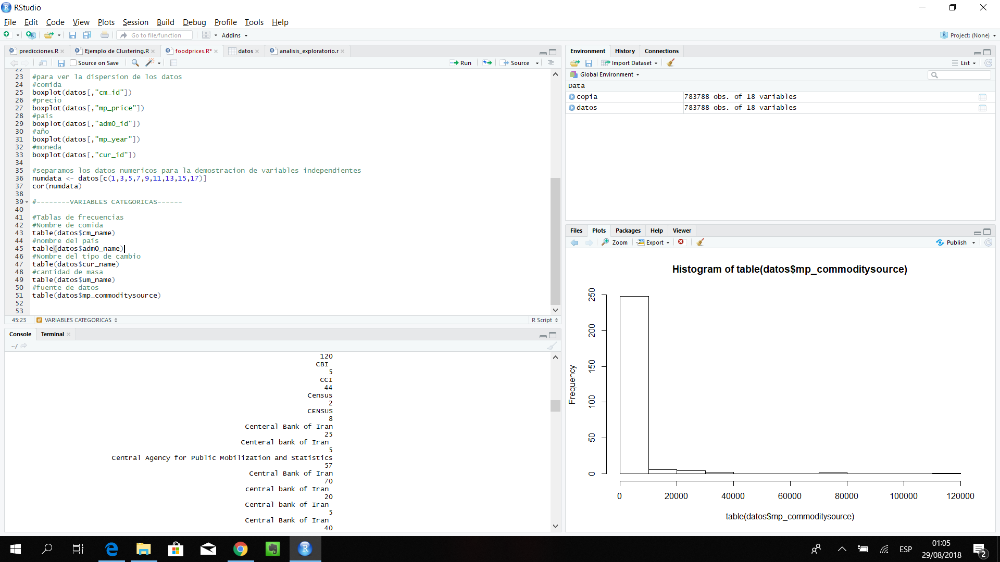 RStudio
File Edit Code View Plots Session Build Debug Profile Tools Help
Go to file/function Addins
Project: (None)
predicciones.R Ejemplo de Clustering.R foodprices.R* datos analisis_exploratorio.r
Source on Save Run Source
22
23 #para ver la dispersion de los datos
24 #comida
25 boxplot(datos[,"cm_id"])
26 #precio
27 boxplot(datos[,"mp_price"])
28 #pais
29 boxplot(datos[,"adm0_id"])
30 #año
31 boxplot(datos[,"mp_year"])
32 #moneda
33 boxplot(datos[,"cur_id"])
34
35 #separamos los datos numericos para la demostracion de variables independientes
36 numdata <- datos[c(1,3,5,7,9,11,13,15,17)]
37 cor(numdata)
38
39 #--------VARIABLES CATEGORICAS------
40
41 #Tablas de frecuencias
42 #Nombre de comida
43 table(datos$cm_name)
44 #nombre del pais
45 table(datos$adm0_name)
46 #Nombre del tipo de cambio
47 table(datos$cur_name)
48 #cantidad de masa
49 table(datos$um_name)
50 #fuente de datos
51 table(datos$mp_commoditysource)
52
53
45:23 # VARIABLES CATEGORICAS R Script
Console Terminal
~/
120
CBI
5
CCI
44
Census
2
CENSUS
8
Centeral Bank of Iran
25
Centeral bank of Iran
5
Central Agency for Public Mobilization and Statistics
57
Central Bank of Iran
70
central bank of Iran
20
Central bank of Iran
5
Central Bank of Iran
40
Environment History Connections
Import Dataset List
Global Environment
Data
copia 783788 obs. of 18 variables
datos 783788 obs. of 18 variables
Files Plots Packages Help Viewer
Zoom Export Publish
Histogram of table(datos$mp_commoditysource)
Frequency
250
200
150
100
50
0
0 20000 40000 60000 80000 100000 120000
table(datos$mp_commoditysource)
ESP
01:05
29/08/2018
2